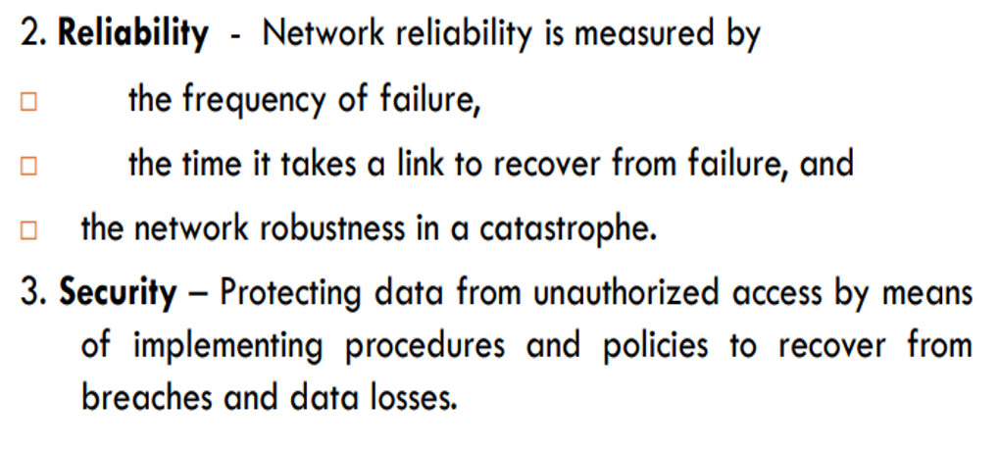 2. Reliability - Network reliability is measured by
□ the frequency of failure,
□ the time it takes a link to recover from failure, and
□ the network robustness in a catastrophe.
3. Security – Protecting data from unauthorized access by means
of implementing procedures and policies to recover from
breaches and data losses.